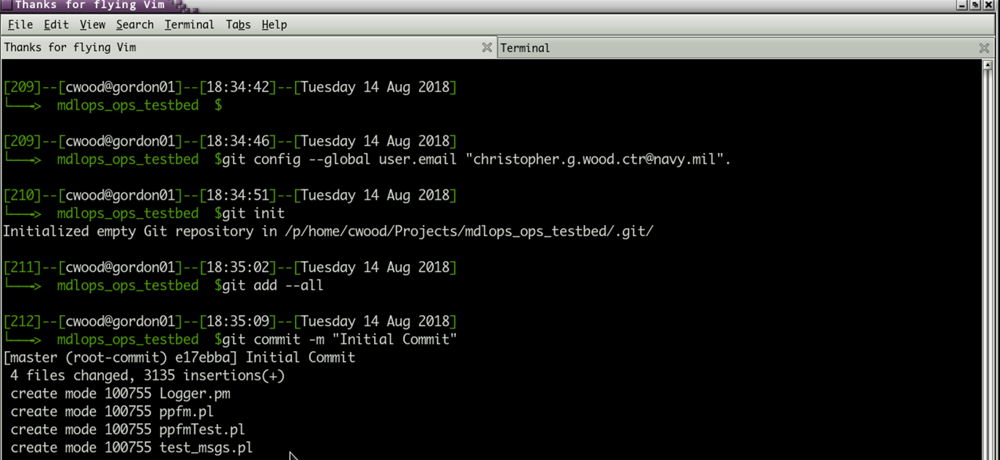 Thanks for flying Vim
File Edit View Search Terminal Tabs Help
Thanks for flying Vim Terminal
[209]--[cwood@gordon01]--[18:34:42]--[Tuesday 14 Aug 2018]
└───> mdlops_ops_testbed $
[209]--[cwood@gordon01]--[18:34:46]--[Tuesday 14 Aug 2018]
└───> mdlops_ops_testbed $git config --global user.email "christopher.g.wood.ctr@navy.mil".
[210]--[cwood@gordon01]--[18:34:51]--[Tuesday 14 Aug 2018]
└───> mdlops_ops_testbed $git init
Initialized empty Git repository in /p/home/cwood/Projects/mdlops_ops_testbed/.git/
[211]--[cwood@gordon01]--[18:35:02]--[Tuesday 14 Aug 2018]
└───> mdlops_ops_testbed $git add --all
[212]--[cwood@gordon01]--[18:35:09]--[Tuesday 14 Aug 2018]
└───> mdlops_ops_testbed $git commit -m "Initial Commit"
[master (root-commit) e17ebba] Initial Commit
4 files changed, 3135 insertions(+)
create mode 100755 Logger.pm
create mode 100755 ppfm.pl
create mode 100755 ppfmTest.pl
create mode 100755 test_msgs.pl